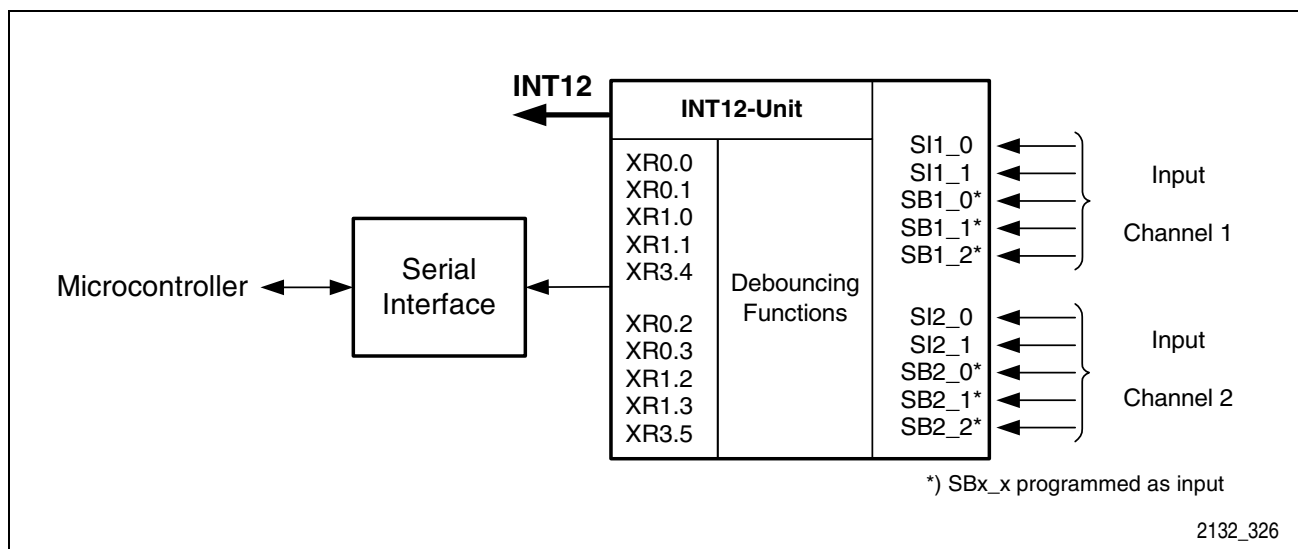 INT12
INT12-Unit
XR0.0
XR0.1
XR1.0
XR1.1
XR3.4
XR0.2
XR0.3
XR1.2
XR1.3
XR3.5
Debouncing
Functions
SI1_0
SI1_1
SB1_0*
SB1_1*
SB1_2*
SI2_0
SI2_1
SB2_0*
SB2_1*
SB2_2*
Input
Channel 1
Input
Channel 2
Microcontroller
Serial
Interface
*) SBx_x programmed as input
2132_326